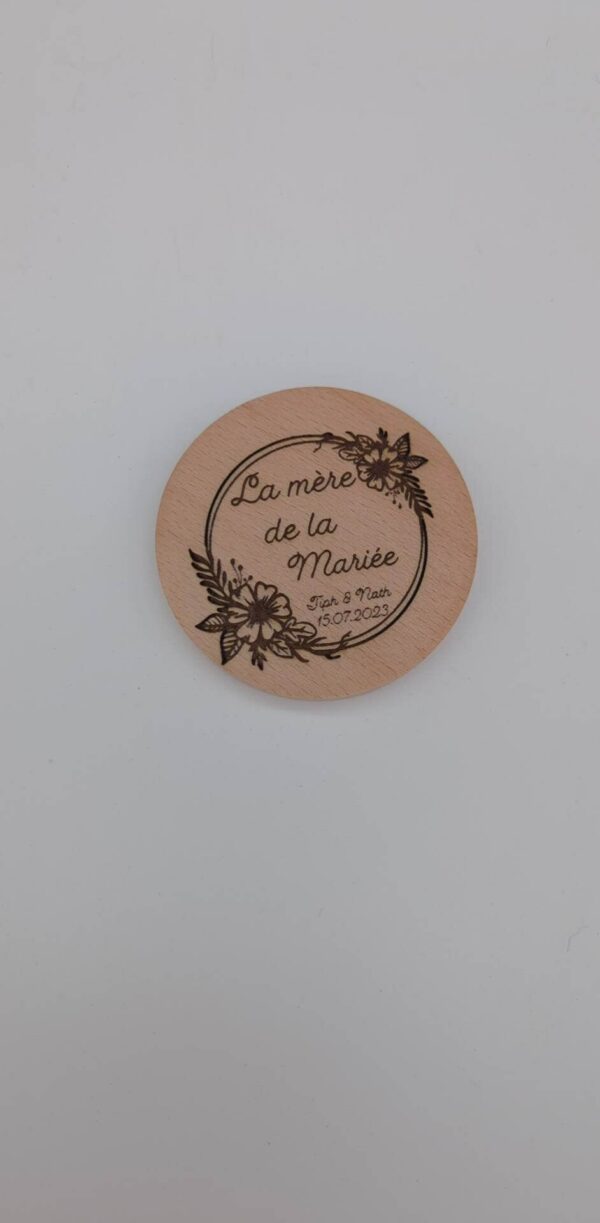 La mère
de la
Mariée
Tiph & Nath
15.07.2023